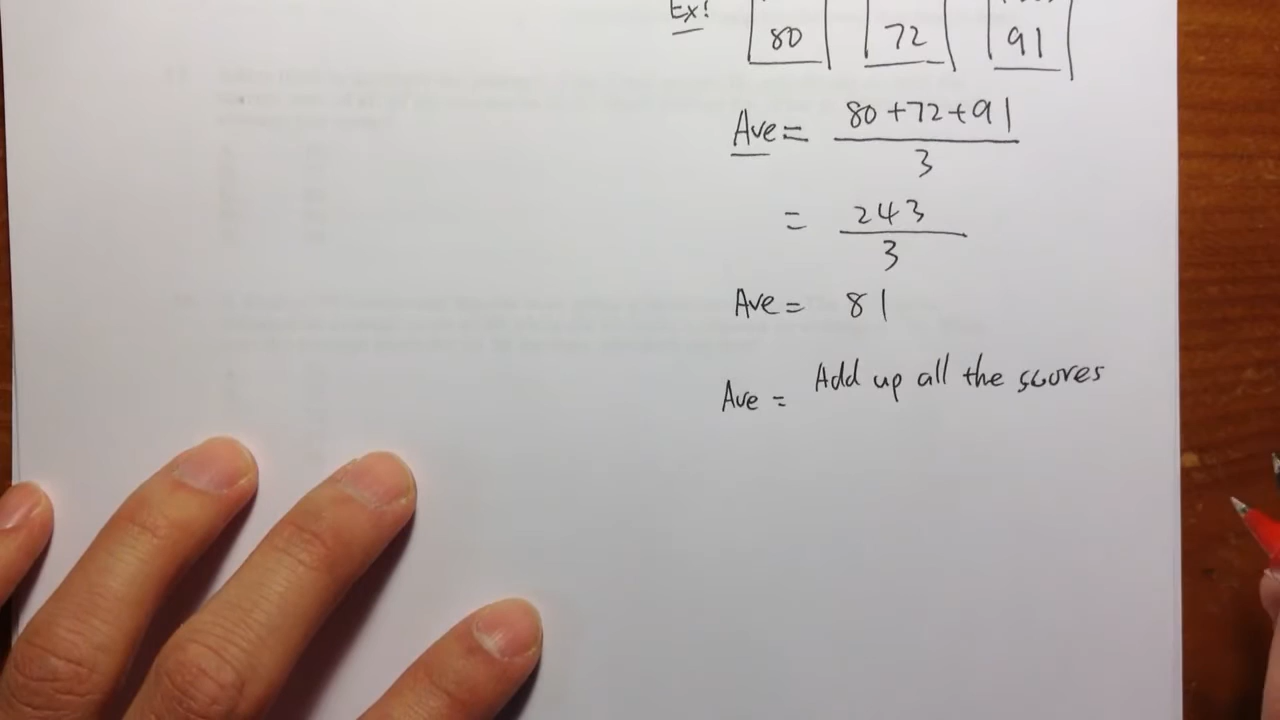 Ex!
80 72 91
Ave = 80+72+91
3
= 243
3
Ave = 81
Ave = Add up all the scores